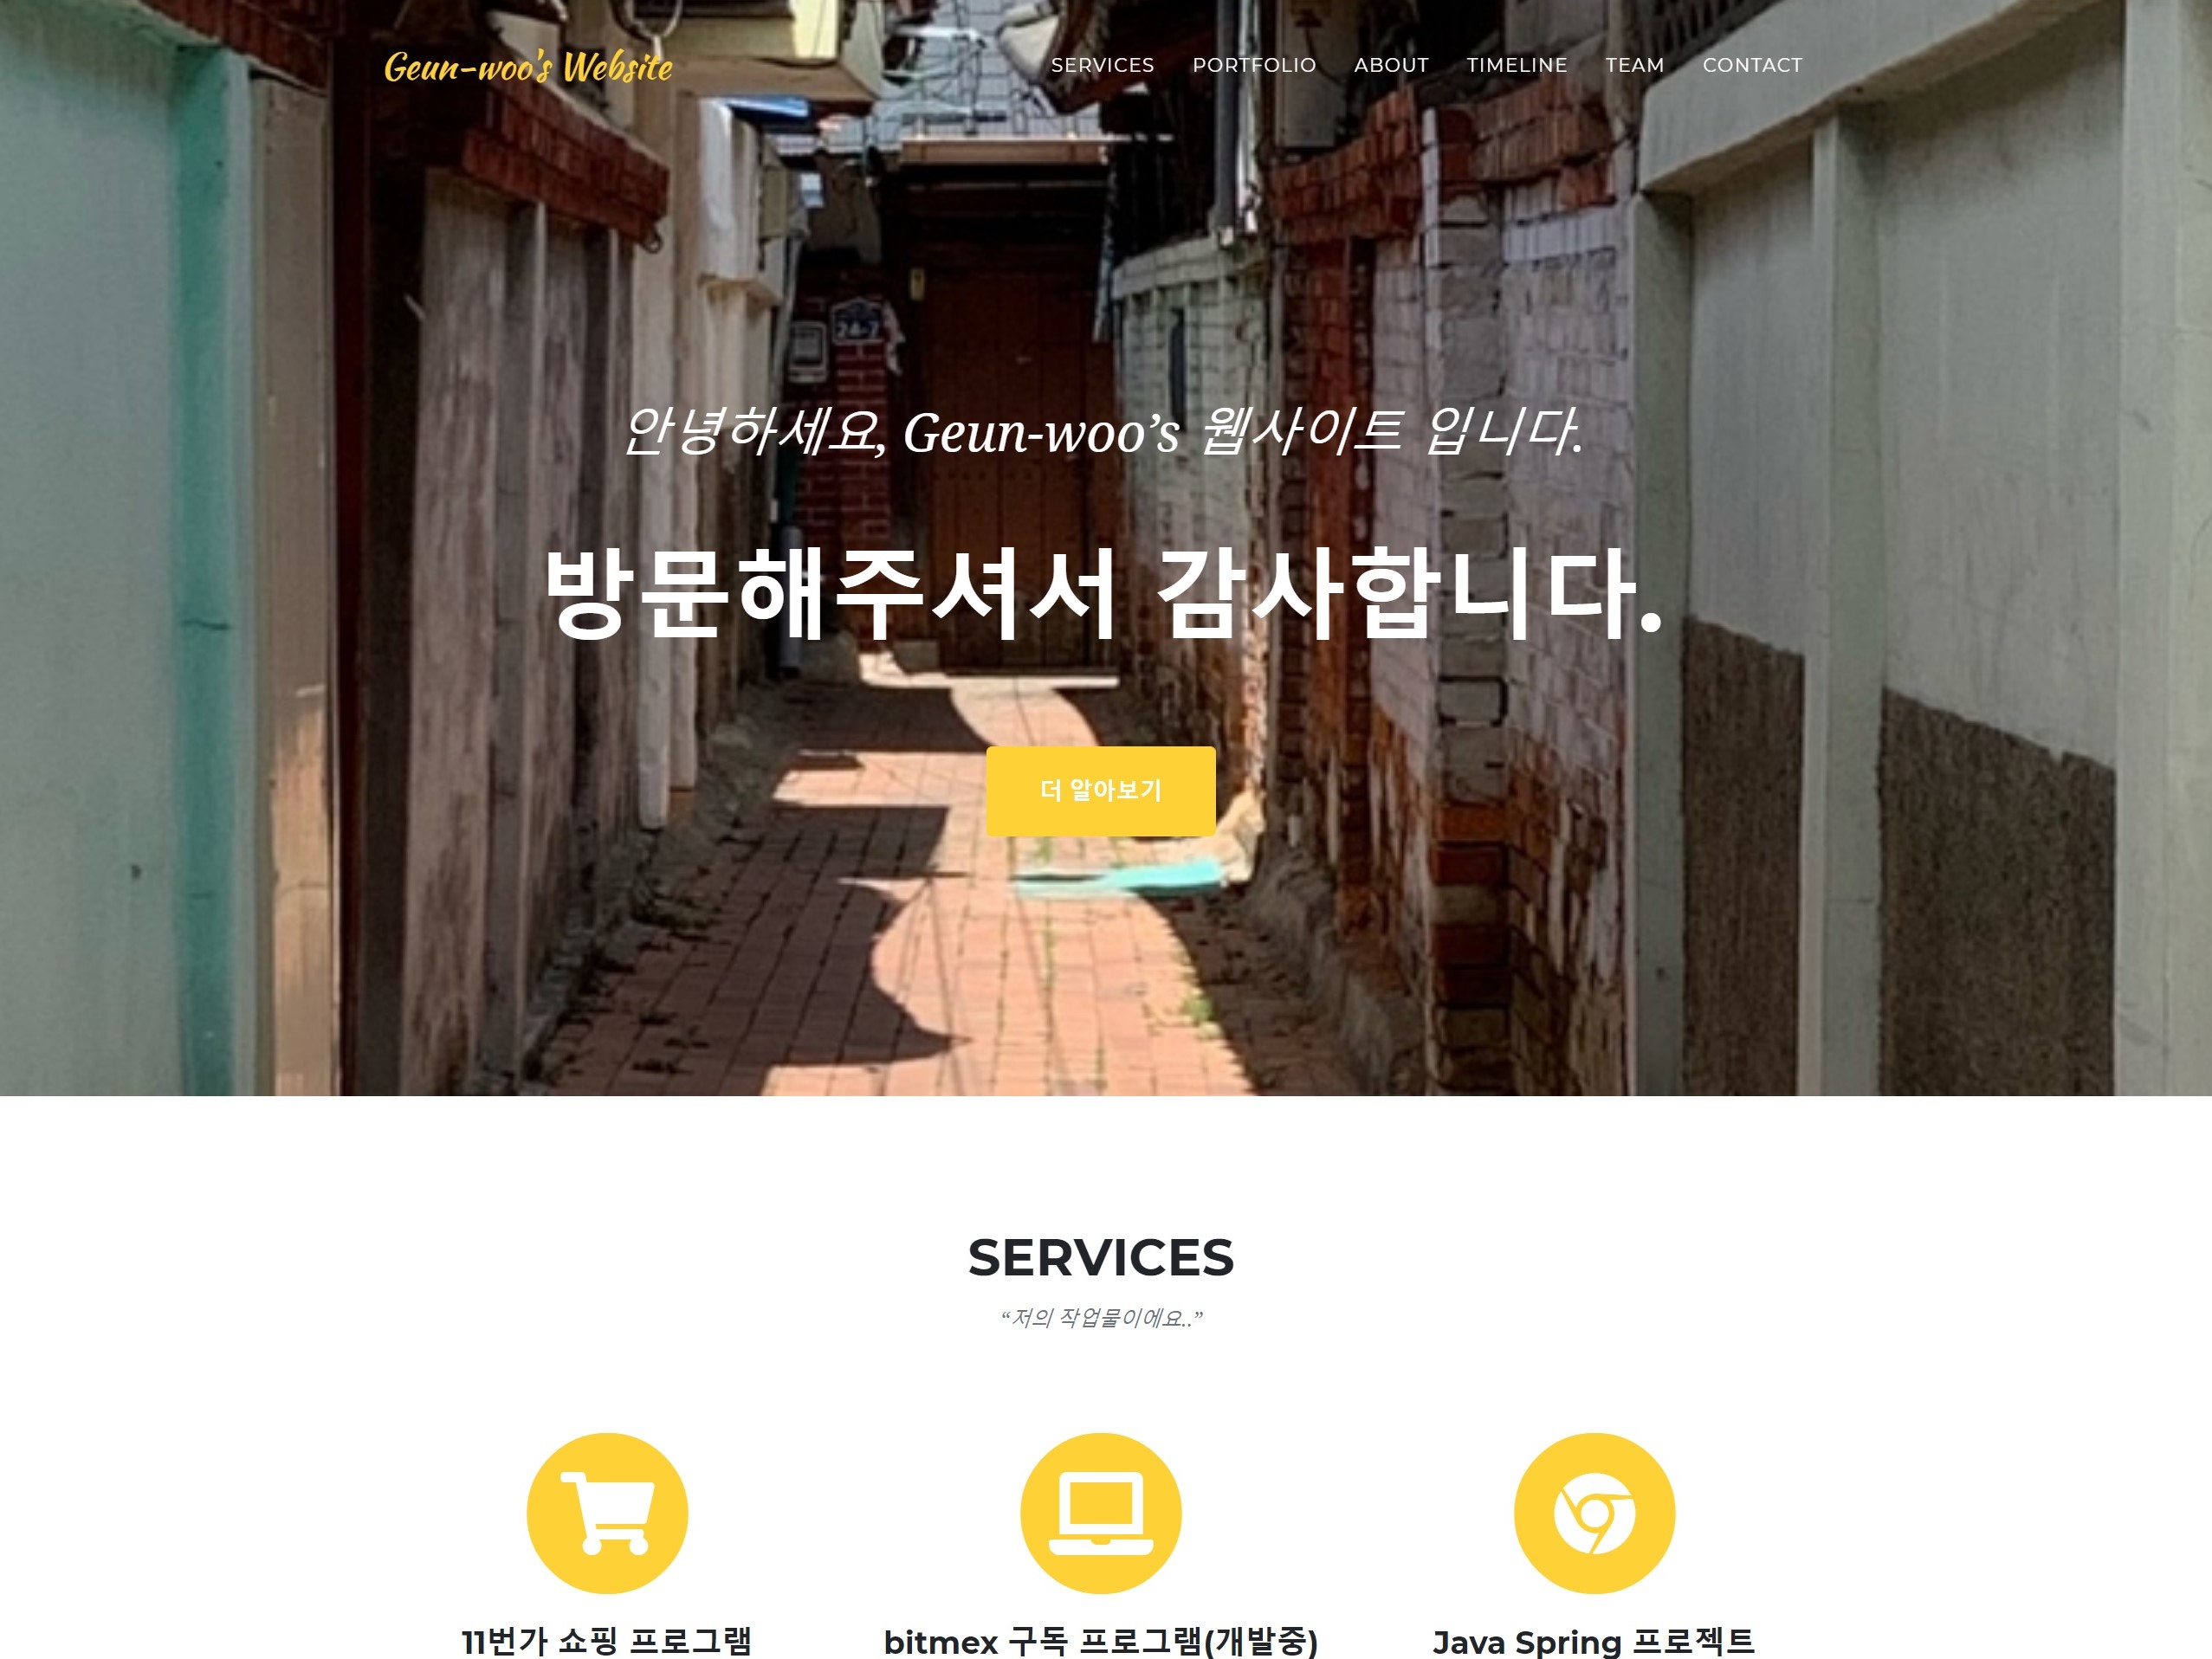 Geun-woo's Website
SERVICES PORTFOLIO ABOUT TIMELINE TEAM CONTACT
24-7
안녕하세요, Geun-woo’s 웹사이트 입니다.
방문해주셔서 감사합니다.
더 알아보기
SERVICES
“저의 작업물이에요..”
11번가 쇼핑 프로그램
bitmex 구독 프로그램(개발중)
Java Spring 프로젝트